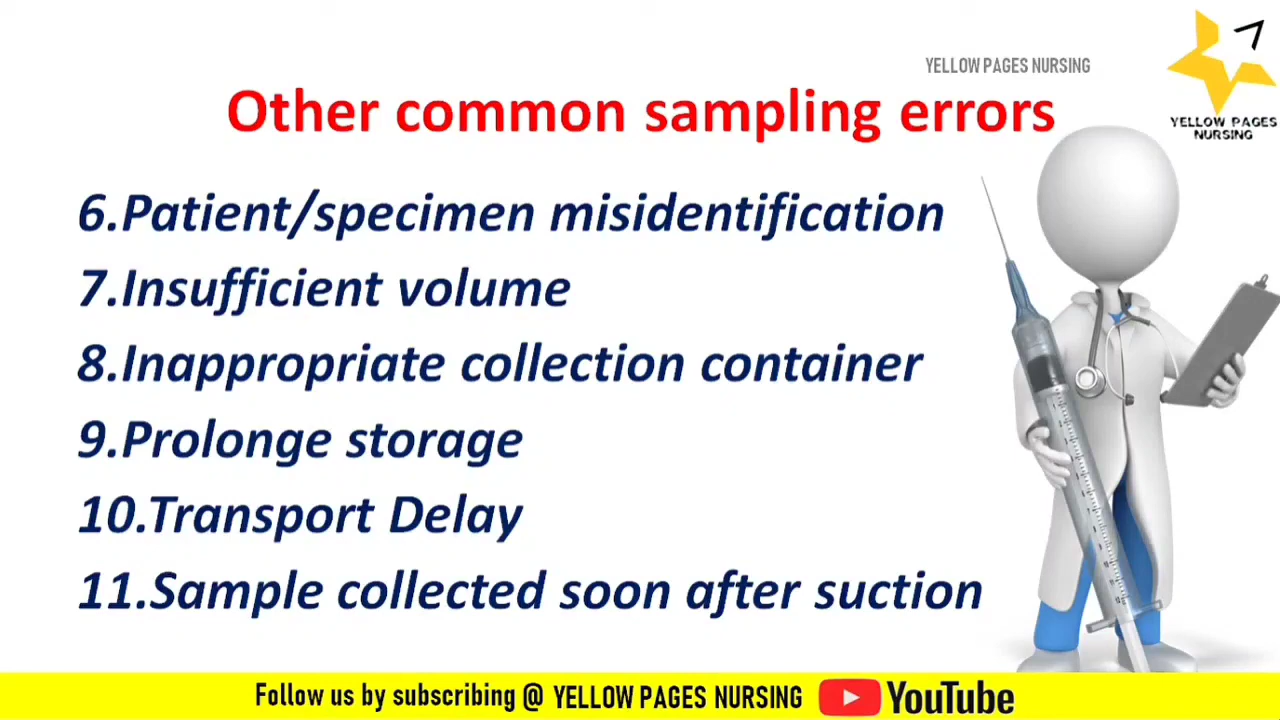 YELLOW PAGES NURSING
YELLOW PAGES
NURSING
Other common sampling errors
6.Patient/specimen misidentification
7.Insufficient volume
8.Inappropriate collection container
9.Prolonge storage
10.Transport Delay
11.Sample collected soon after suction
Follow us by subscribing @ YELLOW PAGES NURSING YouTube